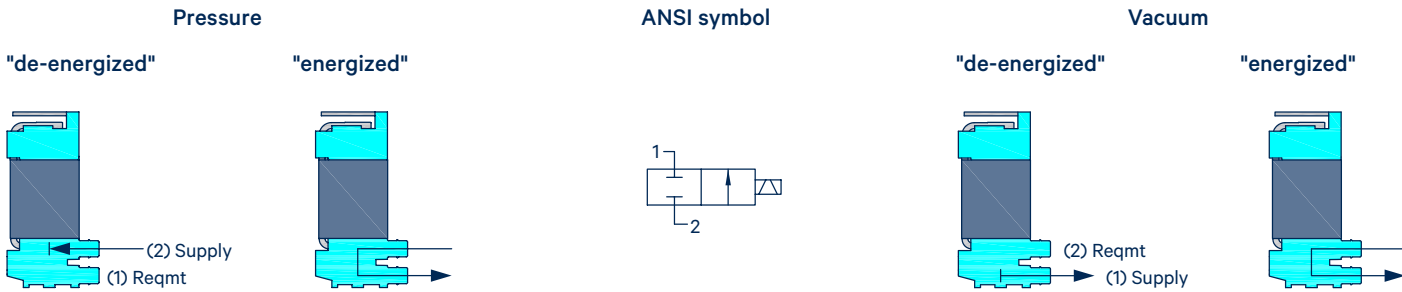 Pressure
ANSI symbol
Vacuum
"de-energized"
"energized"
"de-energized"
"energized"
1
2
(2) Supply
(1) Reqmt
(2) Reqmt
(1) Supply